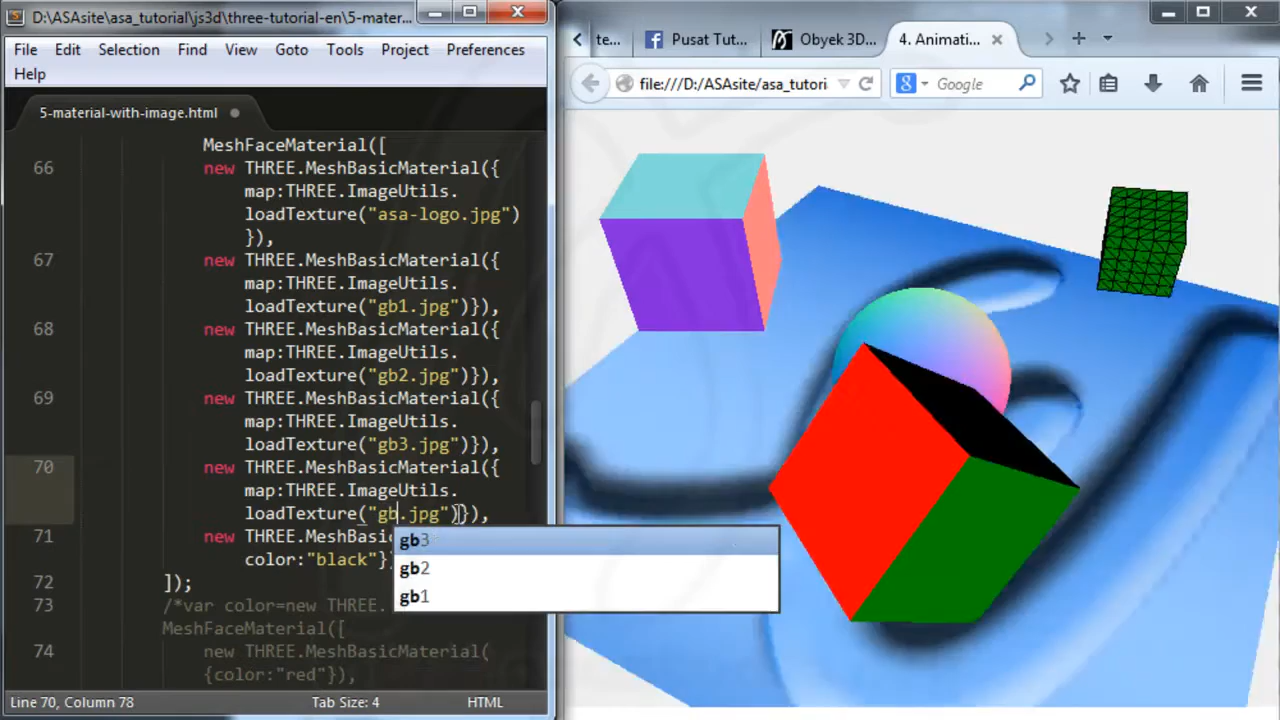 D:\ASAsite\asa_tutorial\js3d\three-tutorial-en\5-mater...
File Edit Selection Find View Goto Tools Project Preferences
Help
5-material-with-image.html
MeshFaceMaterial([
66 new THREE.MeshBasicMaterial({
map:THREE.ImageUtils.
loadTexture("asa-logo.jpg")
}),
67 new THREE.MeshBasicMaterial({
map:THREE.ImageUtils.
loadTexture("gb1.jpg")}),
68 new THREE.MeshBasicMaterial({
map:THREE.ImageUtils.
loadTexture("gb2.jpg")}),
69 new THREE.MeshBasicMaterial({
map:THREE.ImageUtils.
loadTexture("gb3.jpg")}),
70 new THREE.MeshBasicMaterial({
map:THREE.ImageUtils.
loadTexture("gb.jpg")}),
71 new THREE.MeshBasic
color:"black"}
72 ]);
73 /*var color=new THREE.
MeshFaceMaterial([
74 new THREE.MeshBasicMaterial(
{color:"red"}),
gb3
gb2
gb1
Line 70, Column 78 Tab Size: 4 HTML
te... Pusat Tut... Obyek 3D... 4. Animati...
file:///D:/ASAsite/asa_tutori Google